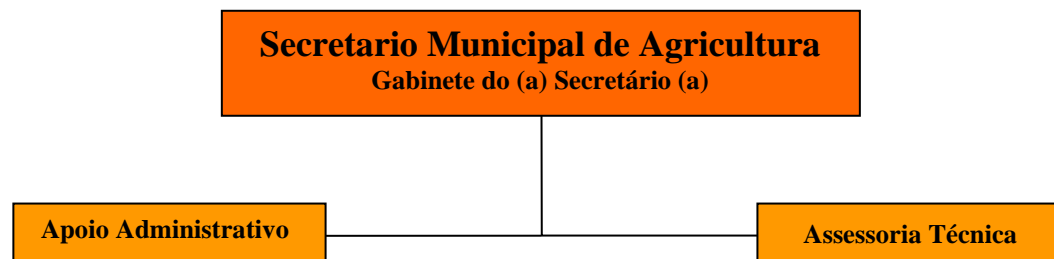 Secretario Municipal de Agricultura
Gabinete do (a) Secretário (a)
Apoio Administrativo
Assessoria Técnica